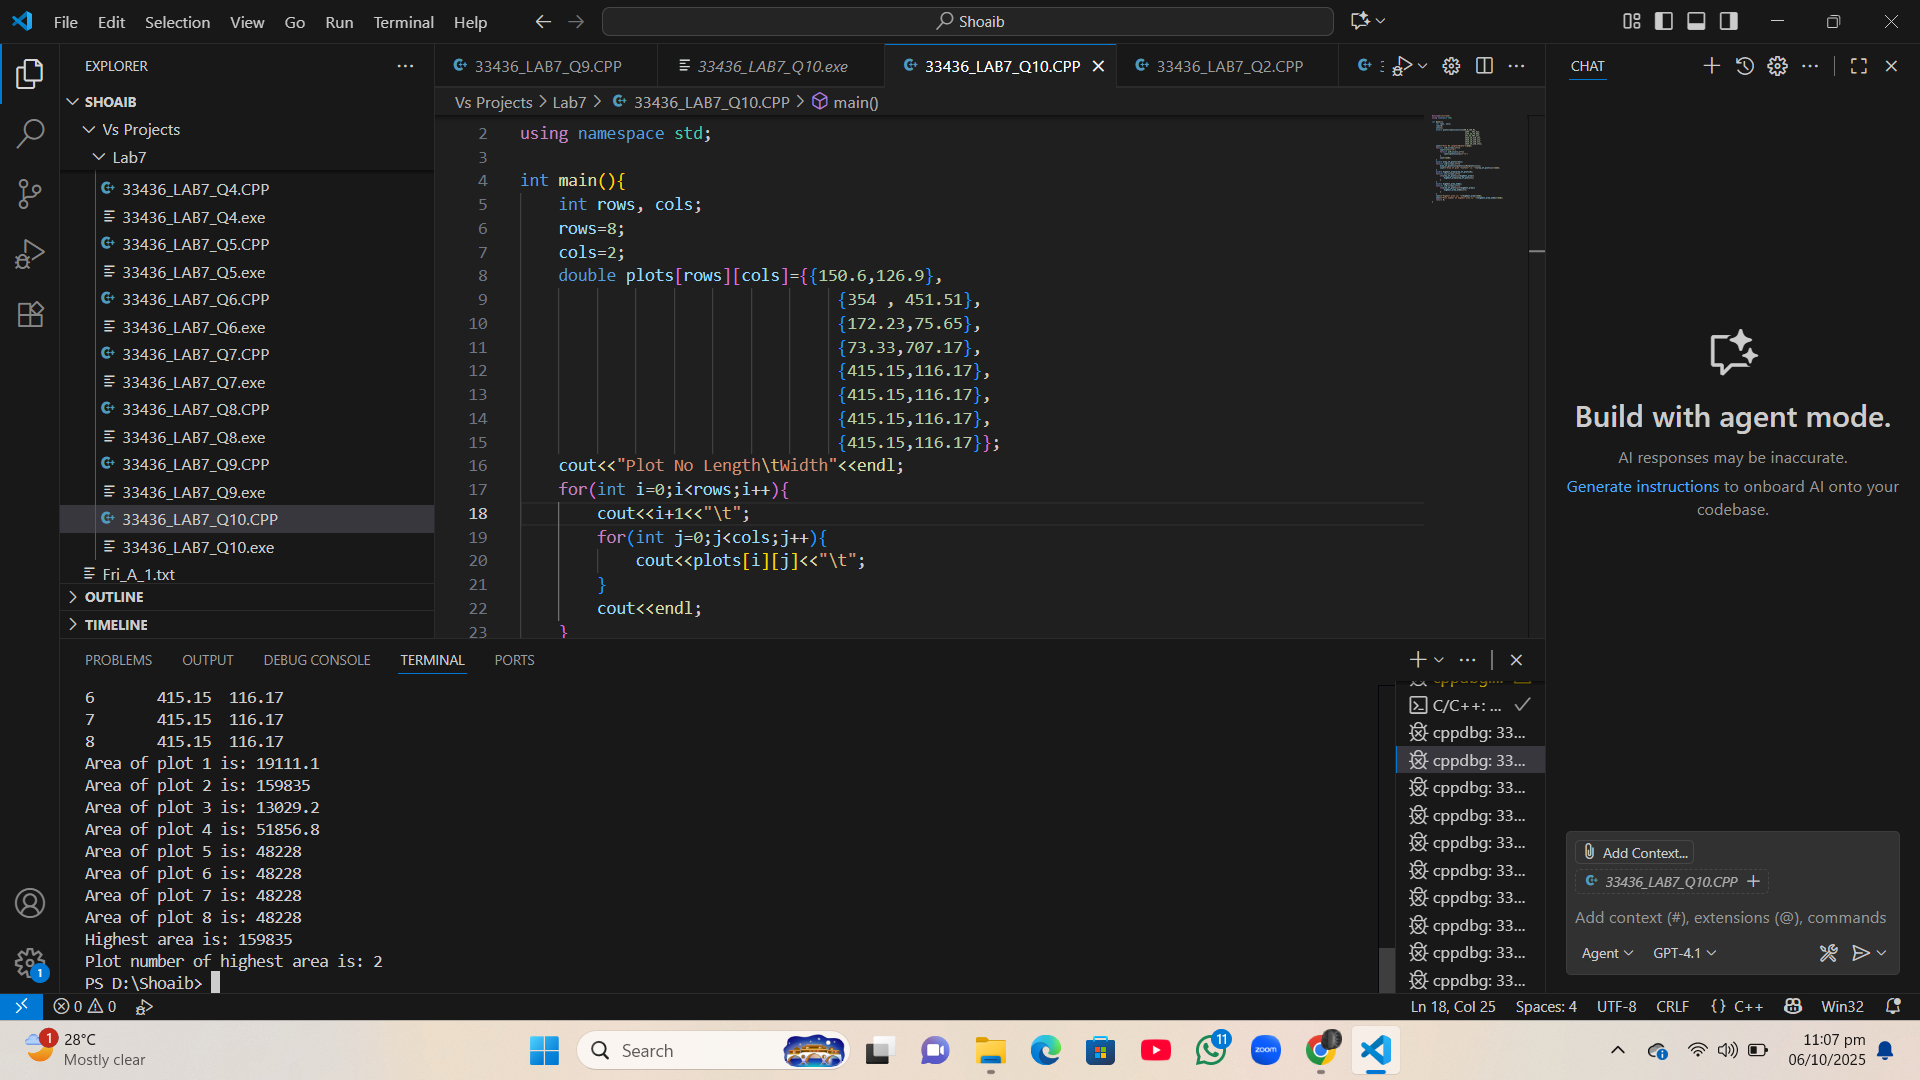 File Edit Selection View Go Run Terminal Help
Shoaib
EXPLORER
SHOAIB
Vs Projects
Lab7
33436_LAB7_Q4.CPP
33436_LAB7_Q4.exe
33436_LAB7_Q5.CPP
33436_LAB7_Q5.exe
33436_LAB7_Q6.CPP
33436_LAB7_Q6.exe
33436_LAB7_Q7.CPP
33436_LAB7_Q7.exe
33436_LAB7_Q8.CPP
33436_LAB7_Q8.exe
33436_LAB7_Q9.CPP
33436_LAB7_Q9.exe
33436_LAB7_Q10.CPP
33436_LAB7_Q10.exe
Fri_A_1.txt
OUTLINE
TIMELINE
1
33436_LAB7_Q9.CPP 33436_LAB7_Q10.exe 33436_LAB7_Q10.CPP 33436_LAB7_Q2.CPP
Vs Projects > Lab7 > 33436_LAB7_Q10.CPP > main()
2 using namespace std;
3
4 int main(){
5 int rows, cols;
6 rows=8;
7 cols=2;
8 double plots[rows][cols]={{150.6,126.9},
9 {354 , 451.51},
10 {172.23,75.65},
11 {73.33,707.17},
12 {415.15,116.17},
13 {415.15,116.17},
14 {415.15,116.17},
15 {415.15,116.17}};
16 cout<<"Plot No Length\tWidth"<<endl;
17 for(int i=0;i<rows;i++){
18 cout<<i+1<<"\t";
19 for(int j=0;j<cols;j++){
20 cout<<plots[i][j]<<"\t";
21 }
22 cout<<endl;
23 }
PROBLEMS OUTPUT DEBUG CONSOLE TERMINAL PORTS
6 415.15 116.17
7 415.15 116.17
8 415.15 116.17
Area of plot 1 is: 19111.1
Area of plot 2 is: 159835
Area of plot 3 is: 13029.2
Area of plot 4 is: 51856.8
Area of plot 5 is: 48228
Area of plot 6 is: 48228
Area of plot 7 is: 48228
Area of plot 8 is: 48228
Highest area is: 159835
Plot number of highest area is: 2
PS D:\Shoaib>
C/C++: ...
cppdbg: 33...
cppdbg: 33...
cppdbg: 33...
cppdbg: 33...
cppdbg: 33...
cppdbg: 33...
cppdbg: 33...
cppdbg: 33...
cppdbg: 33...
cppdbg: 33...
CHAT
Build with agent mode.
AI responses may be inaccurate.
Generate instructions to onboard AI onto your
codebase.
Add Context...
33436_LAB7_Q10.CPP
Add context (#), extensions (@), commands
Agent GPT-4.1
0 0
Ln 18, Col 25 Spaces: 4 UTF-8 CRLF {} C++ Win32
1 28°C
Mostly clear
Search
11
zoom
11:07 pm
06/10/2025